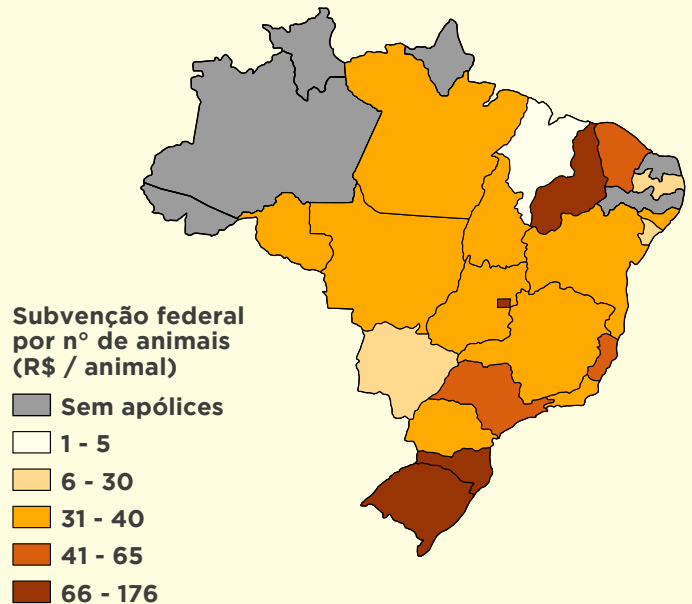 Subvenção federal
por n° de animais
(R$ / animal)
Sem apólices
1 - 5
6 - 30
31 - 40
41 - 65
66 - 176